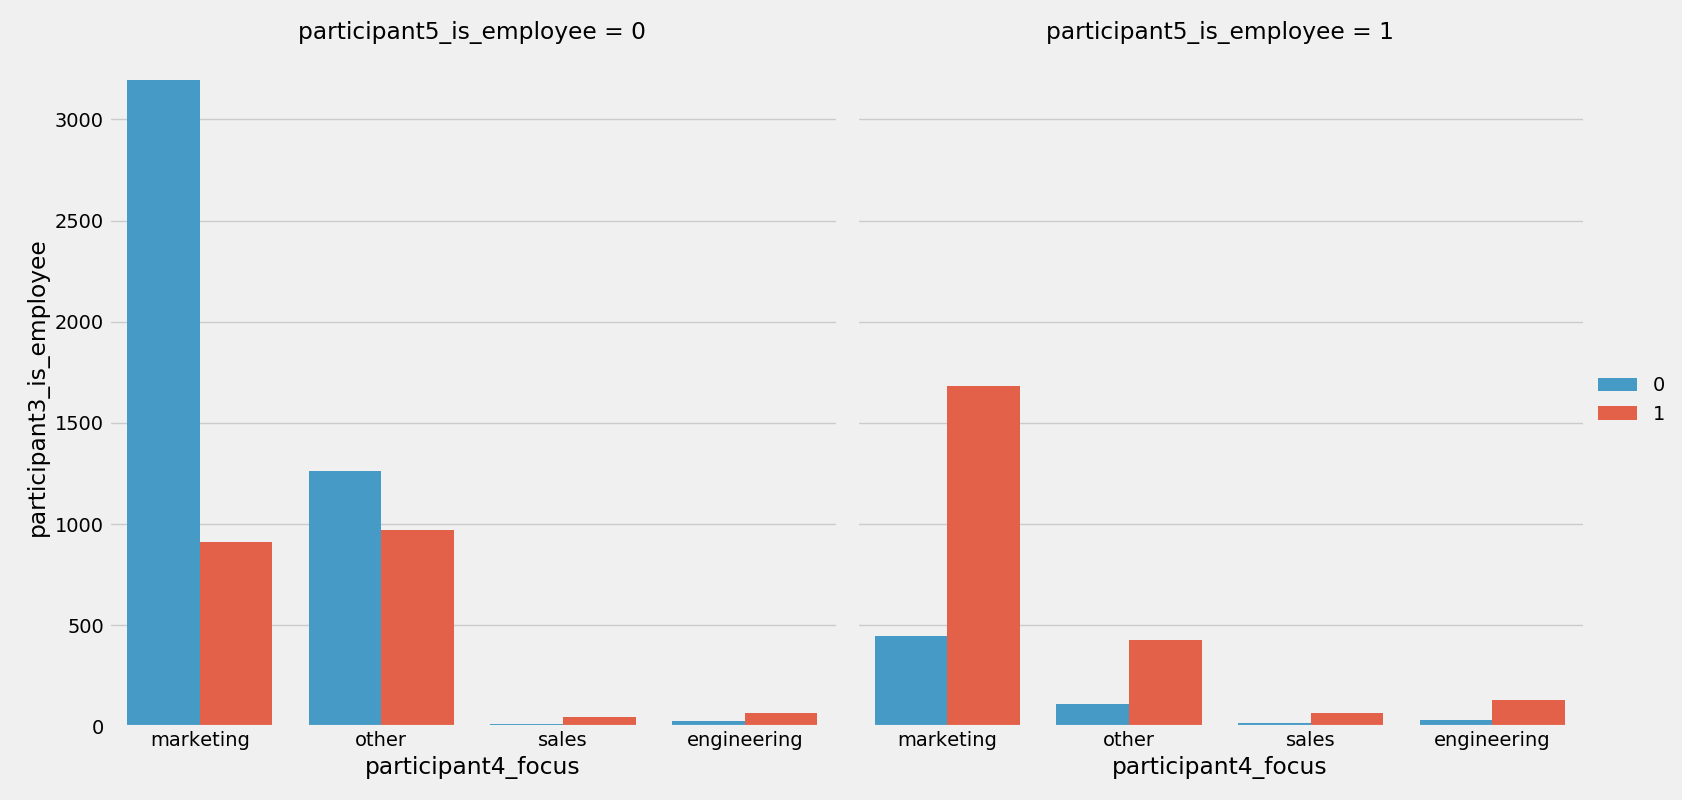 participant5_is_employee = 0
participant5_is_employee = 1
participant3_is_employee
3000
2500
2000
1500
1000
500
0
marketing other sales engineering
marketing other sales engineering
participant4_focus
participant4_focus
0
1